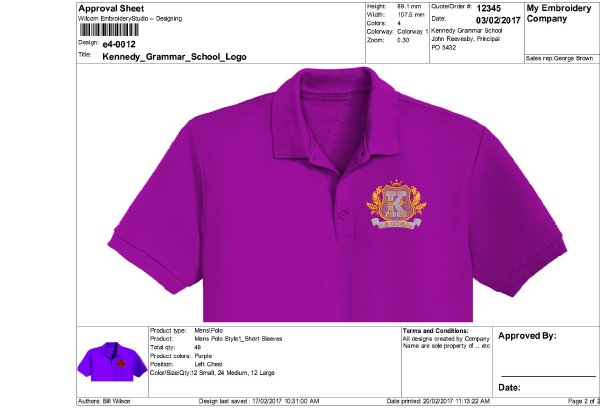 Approval Sheet
Wilcom EmbroideryStudio – Designing
Design: e4-0012
Title: Kennedy_Grammar_School_Logo
Height: 89.1 mm
Width: 107.5 mm
Colors: 4
Colorway: Colorway 1
Zoom: 0.30
Quote/Order #: 12345
Date: 03/02/2017
Kennedy Grammar School
John Reevesby, Principal
PO 5432
My Embroidery
Company
Sales rep:George Brown
K
Product type: Mens\Polo
Product: Mens Polo Style1_Short Sleeves
Total qty: 48
Product colors: Purple
Position: Left Chest
Color/Size/Qty:12 Small, 24 Medium, 12 Large
Terms and Conditions:
All designs created by Company
Name are sole property of ... etc
Approved By:
Date:
Authors: Bill Wilson
Design last saved : 17/02/2017 10:31:00 AM
Date printed: 20/02/2017 11:13:22 AM
Page 2 of 2